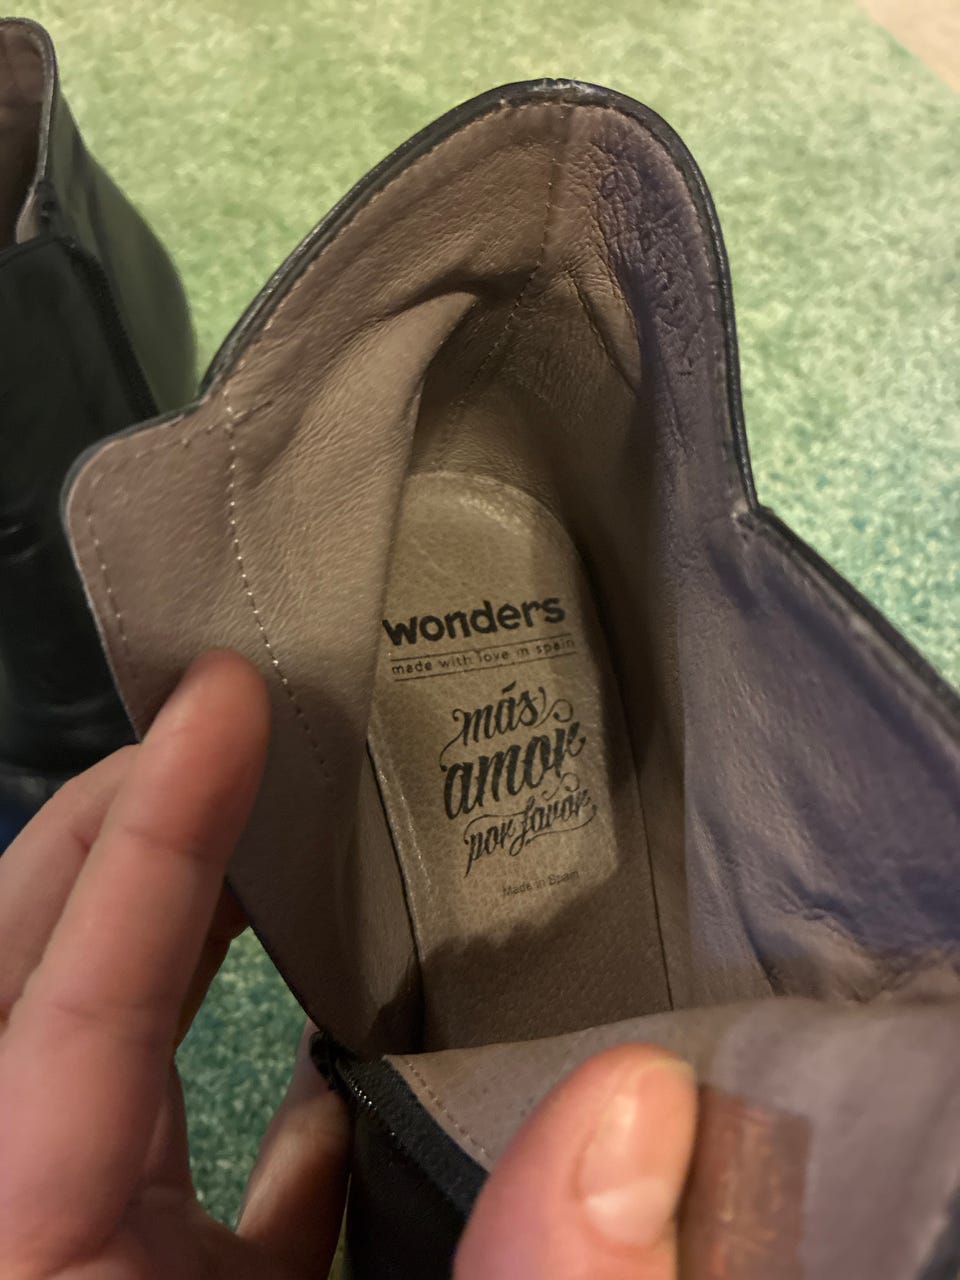 wonders
made with love in spain
más
amor
por favor
Made in Spain